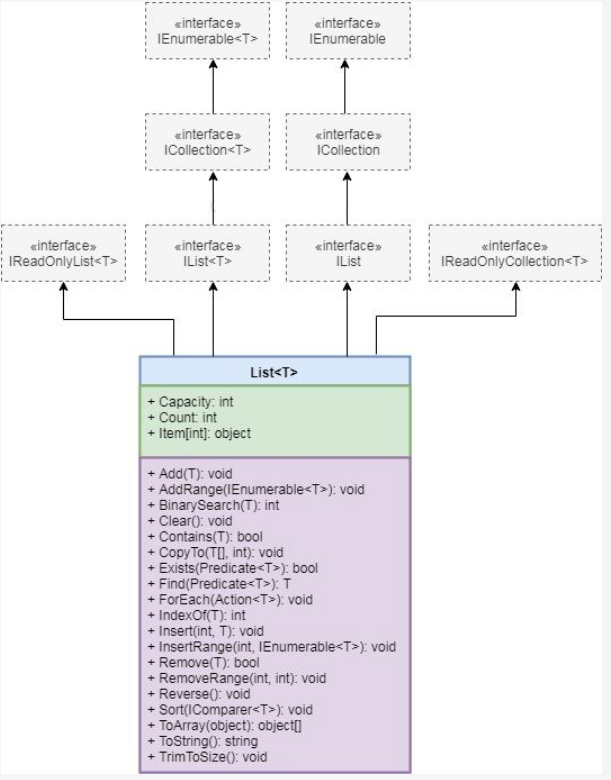 «interface»
IEnumerable<T>
«interface»
IEnumerable
«interface»
ICollection<T>
«interface»
ICollection
«interface»
IReadOnlyList<T>
«interface»
IList<T>
«interface»
IList
«interface»
IReadOnlyCollection<T>
List<T>
+ Capacity: int
+ Count: int
+ Item[int]: object
+ Add(T): void
+ AddRange(IEnumerable<T>): void
+ BinarySearch(T): int
+ Clear(): void
+ Contains(T): bool
+ CopyTo(T[], int): void
+ Exists(Predicate<T>): bool
+ Find(Predicate<T>): T
+ ForEach(Action<T>): void
+ IndexOf(T): int
+ Insert(int, T): void
+ InsertRange(int, IEnumerable<T>): void
+ Remove(T): bool
+ RemoveRange(int, int): void
+ Reverse(): void
+ Sort(IComparer<T>): void
+ ToArray(object): object[]
+ ToString(): string
+ TrimToSize(): void